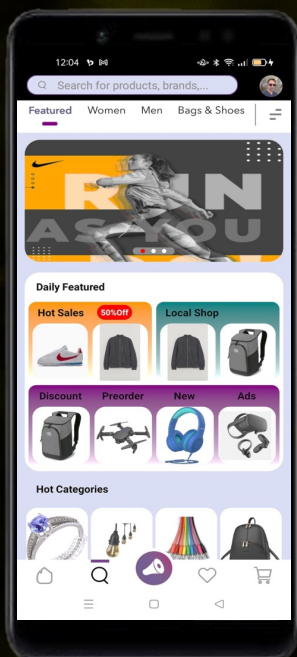 12:04
Search for products, brands,...
Featured Women Men Bags & Shoes
RUN
AS YOU
Daily Featured
Hot Sales 50%Off Local Shop
Discount Preorder New Ads
Hot Categories